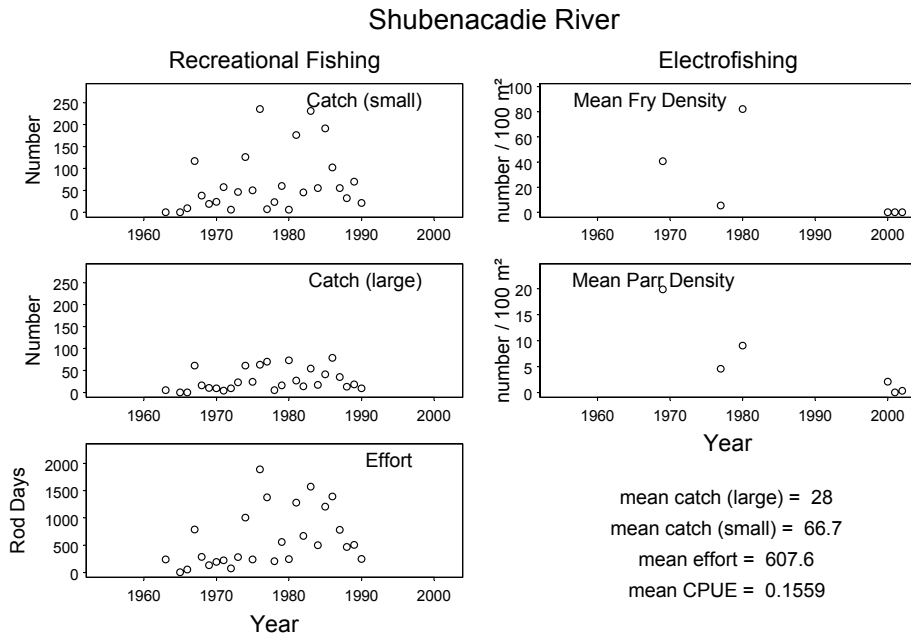 Shubenacadie River
Recreational Fishing
Catch (small)
Number
250
200
150
100
50
0
1960 1970 1980 1990 2000
Catch (large)
Number
250
200
150
100
50
0
1960 1970 1980 1990 2000
Effort
Rod Days
2000
1500
1000
500
0
1960 1970 1980 1990 2000
Year
Electrofishing
Mean Fry Density
number / 100 m²
100
80
60
40
20
0
1960 1970 1980 1990 2000
Mean Parr Density
number / 100 m²
20
15
10
5
0
1960 1970 1980 1990 2000
Year
mean catch (large) = 28
mean catch (small) = 66.7
mean effort = 607.6
mean CPUE = 0.1559